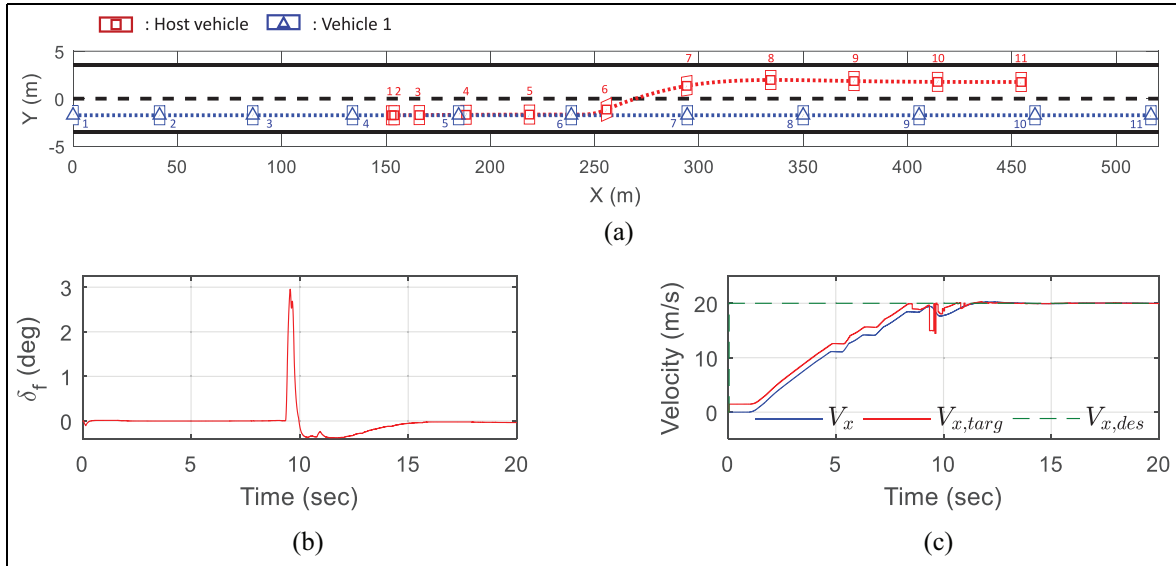 : Host vehicle : Vehicle 1
5
0
-5
Y (m)
12 3 4 5 6 7 8 9 10 11
1 2 3 4 5 6 7 8 9 10 11
0 50 100 150 200 250 300 350 400 450 500
X (m)
(a)
3
2
1
0
δf (deg)
0 5 10 15 20
Time (sec)
(b)
20
10
0
Velocity (m/s)
Vx Vx,targ Vx,des
0 5 10 15 20
Time (sec)
(c)